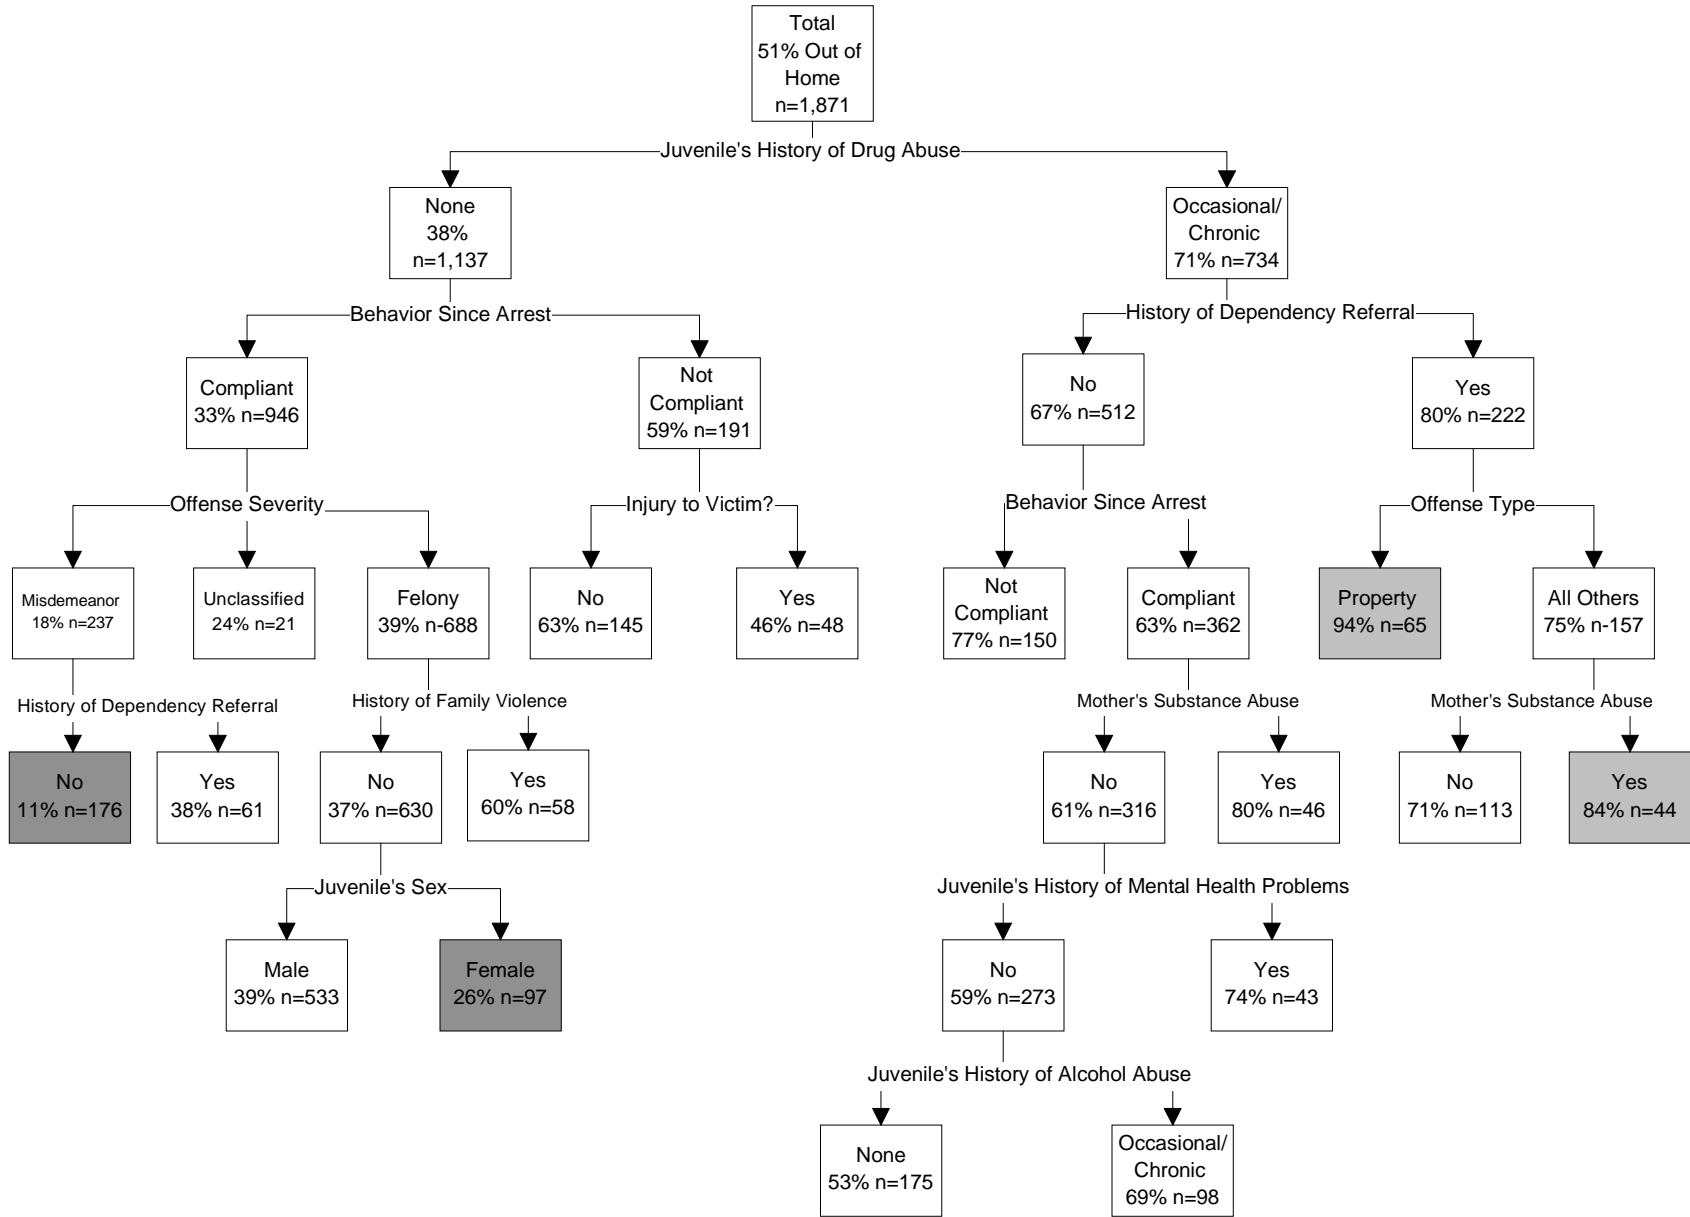 Total
51% Out of
Home
n=1,871
Juvenile's History of Drug Abuse
None
38%
n=1,137
Occasional/
Chronic
71% n=734
Behavior Since Arrest
History of Dependency Referral
Compliant
33% n=946
Not
Compliant
59% n=191
No
67% n=512
Yes
80% n=222
Offense Severity
Injury to Victim?
Behavior Since Arrest
Offense Type
Misdemeanor
18% n=237
Unclassified
24% n=21
Felony
39% n-688
No
63% n=145
Yes
46% n=48
Not
Compliant
77% n=150
Compliant
63% n=362
Property
94% n=65
All Others
75% n-157
History of Dependency Referral
History of Family Violence
Mother's Substance Abuse
Mother's Substance Abuse
No
11% n=176
Yes
38% n=61
No
37% n=630
Yes
60% n=58
No
61% n=316
Yes
80% n=46
No
71% n=113
Yes
84% n=44
Juvenile's Sex
Juvenile's History of Mental Health Problems
Male
39% n=533
Female
26% n=97
No
59% n=273
Yes
74% n=43
Juvenile's History of Alcohol Abuse
None
53% n=175
Occasional/
Chronic
69% n=98